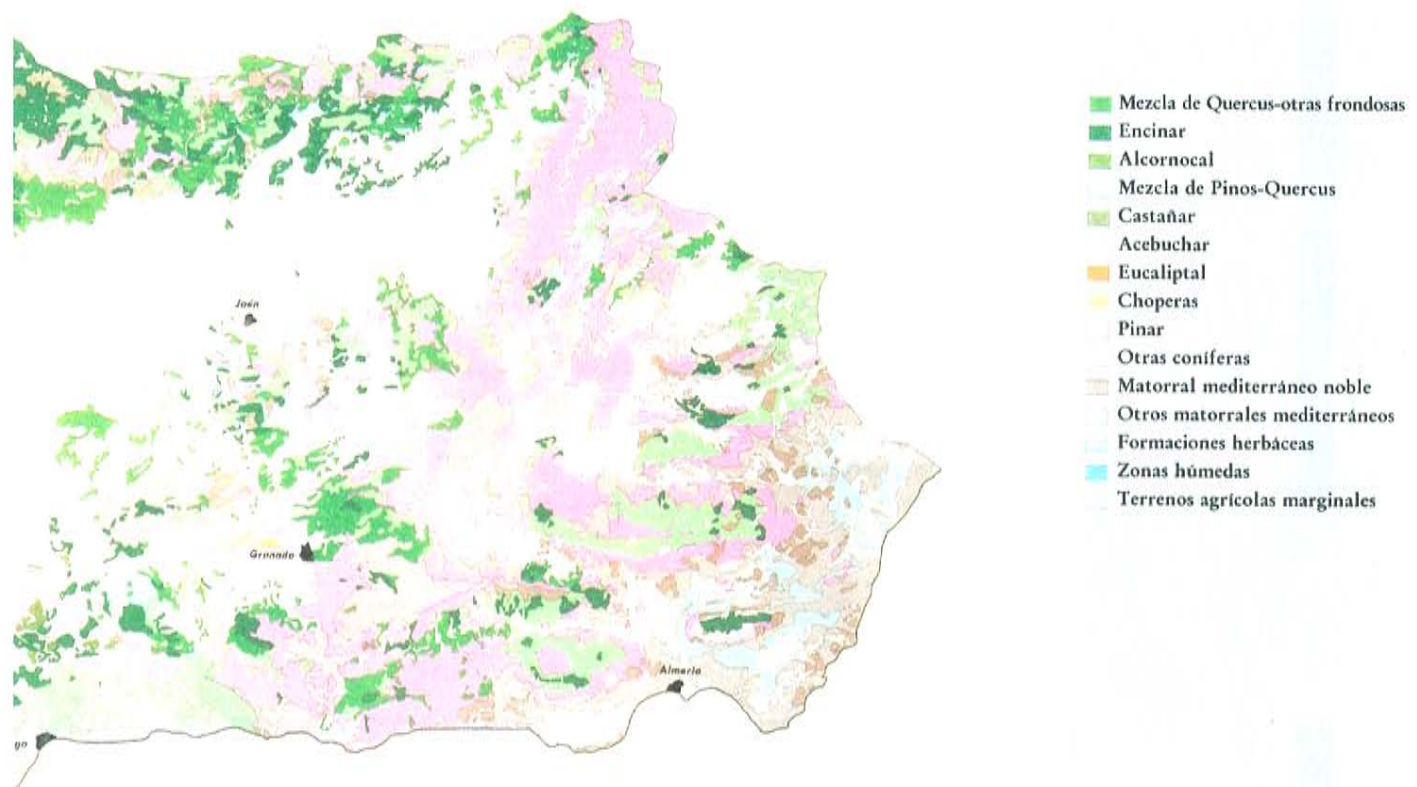 Jaén
Granada
Almería
go
Mezcla de Quercus-otras frondosas
Encinar
Alcornocal
Mezcla de Pinos-Quercus
Castañar
Acebuchar
Eucaliptal
Choperas
Pinar
Otras coníferas
Matorral mediterráneo noble
Otros matorrales mediterráneos
Formaciones herbáceas
Zonas húmedas
Terrenos agrícolas marginales